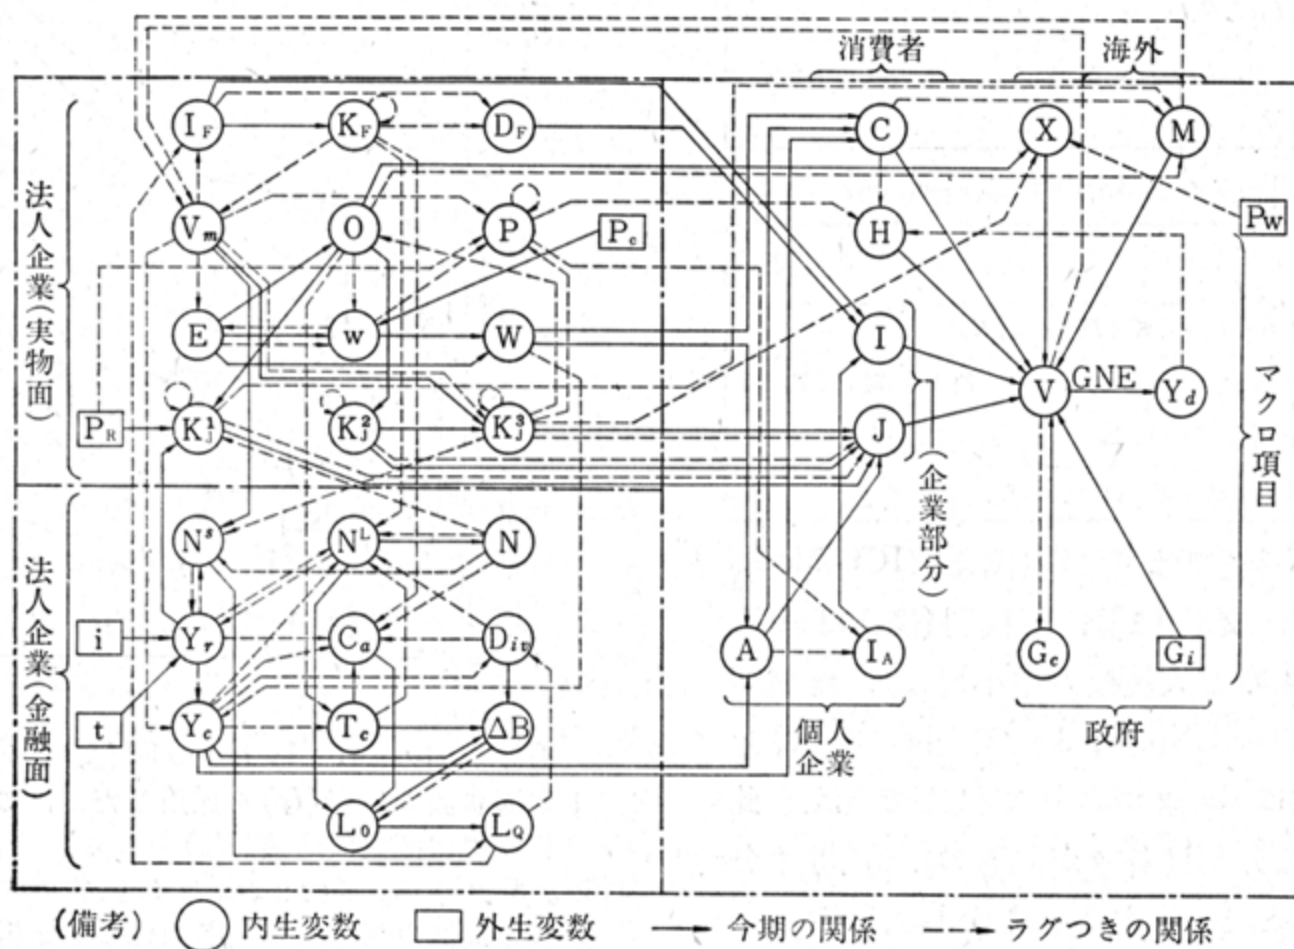 消費者 海外
I_F K_F D_F C X M
V_m O P P_c H P_W
法人企業(実物面)
E w W I
V GNE Y_d
P_R K_J^1 K_J^2 K_J^3 J
(企業部分)
マクロ項目
N^s N^L N
法人企業(金融面)
i Y_r C_a D_iv A I_A G_c G_i
t Y_c T_c ΔB
個人企業
政府
L_0 L_Q
(備考) 内生変数 外生変数 今期の関係 ラグつきの関係